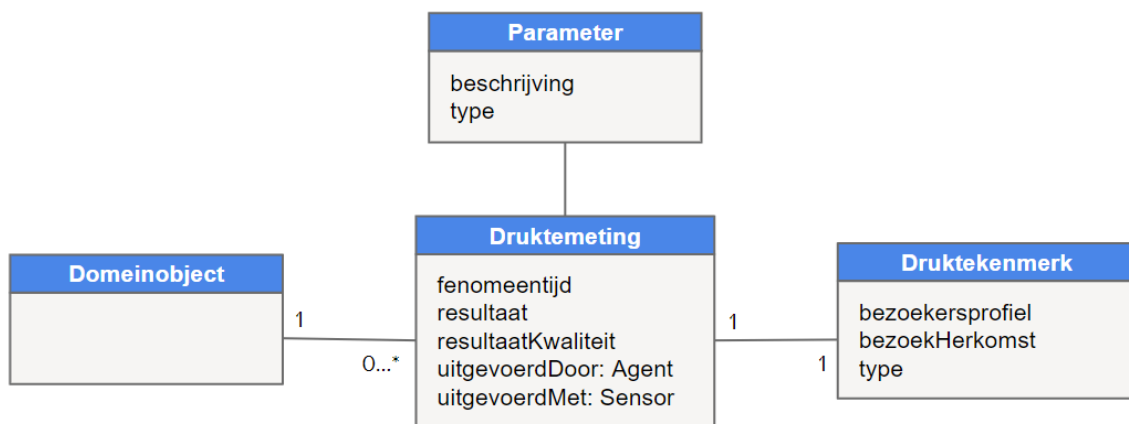 Parameter
beschrijving
type
Druktemeting
fenomeentijd
resultaat
resultaatKwaliteit
uitgevoerdDoor: Agent
uitgevoerdMet: Sensor
Domeinobject
1
0...*
1
1
Druktekenmerk
bezoekersprofiel
bezoekHerkomst
type